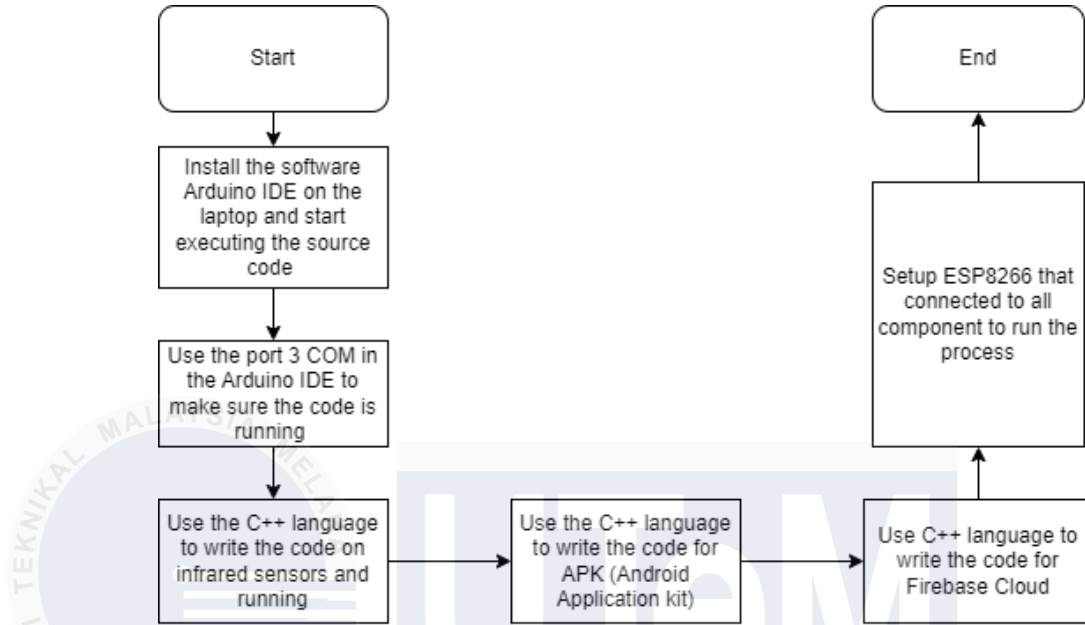 Start
Install the software
Arduino IDE on the
laptop and start
executing the source
code
Use the port 3 COM in
the Arduino IDE to
make sure the code is
running
Use the C++ language
to write the code on
infrared sensors and
running
Use the C++ language
to write the code for
APK (Android
Application kit)
Use C++ language to
write the code for
Firebase Cloud
Setup ESP8266 that
connected to all
component to run the
process
End
TEKNIKAL MALAYSIA MELA
UTeM